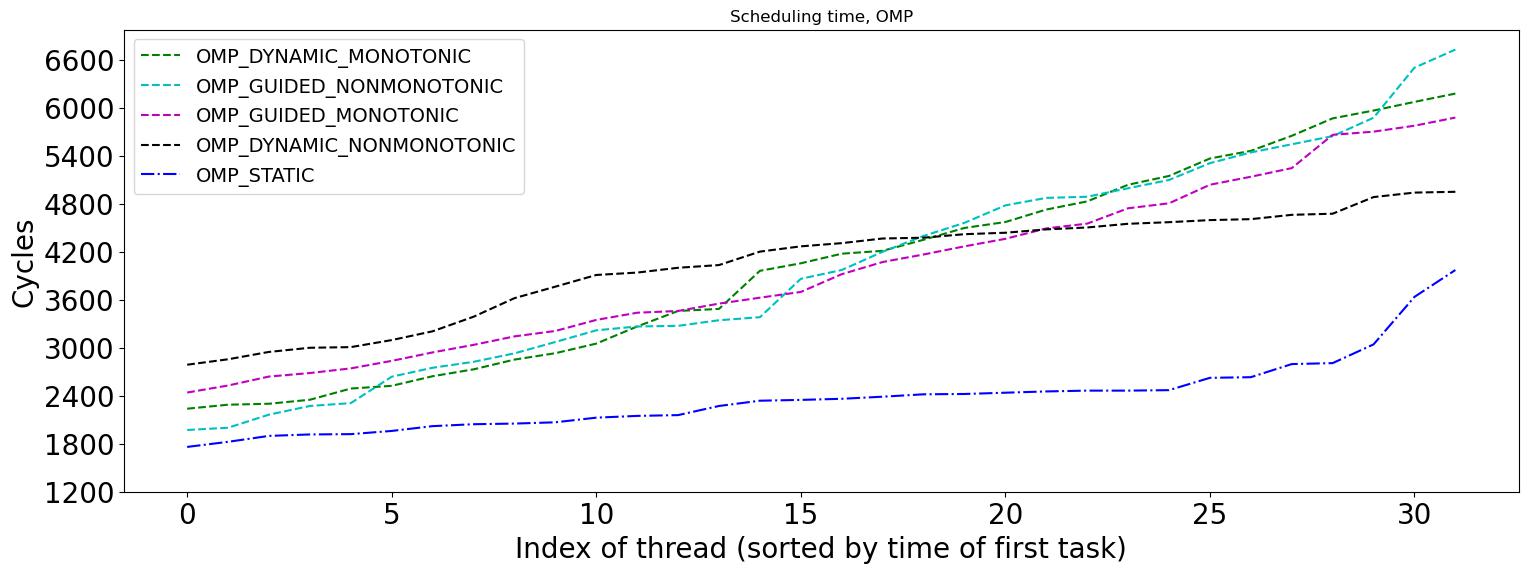 Scheduling time, OMP
OMP_DYNAMIC_MONOTONIC
OMP_GUIDED_NONMONOTONIC
OMP_GUIDED_MONOTONIC
OMP_DYNAMIC_NONMONOTONIC
OMP_STATIC
Cycles
6600
6000
5400
4800
4200
3600
3000
2400
1800
1200
0 5 10 15 20 25 30
Index of thread (sorted by time of first task)